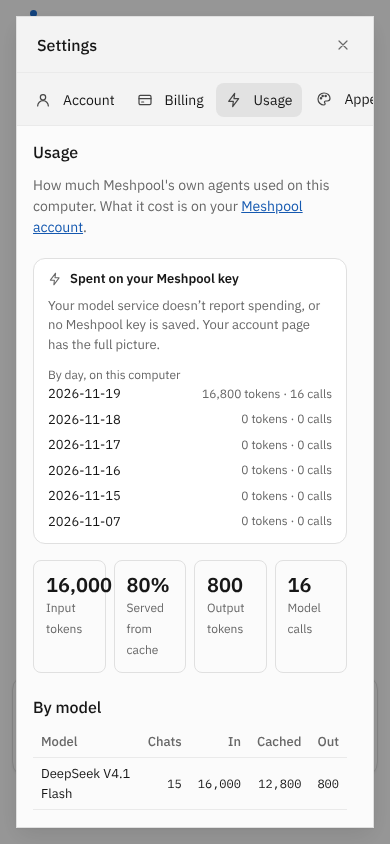 Settings
Account Billing Usage Appe
Usage
How much Meshpool's own agents used on this
computer. What it cost is on your Meshpool
account.
Spent on your Meshpool key
Your model service doesn’t report spending, or
no Meshpool key is saved. Your account page
has the full picture.
By day, on this computer
2026-11-19 16,800 tokens · 16 calls
2026-11-18 0 tokens · 0 calls
2026-11-17 0 tokens · 0 calls
2026-11-16 0 tokens · 0 calls
2026-11-15 0 tokens · 0 calls
2026-11-07 0 tokens · 0 calls
16,000 80% 800 16
Input Served Output Model
tokens from tokens calls
cache
By model
Model Chats In Cached Out
DeepSeek V4.1
Flash 15 16,000 12,800 800